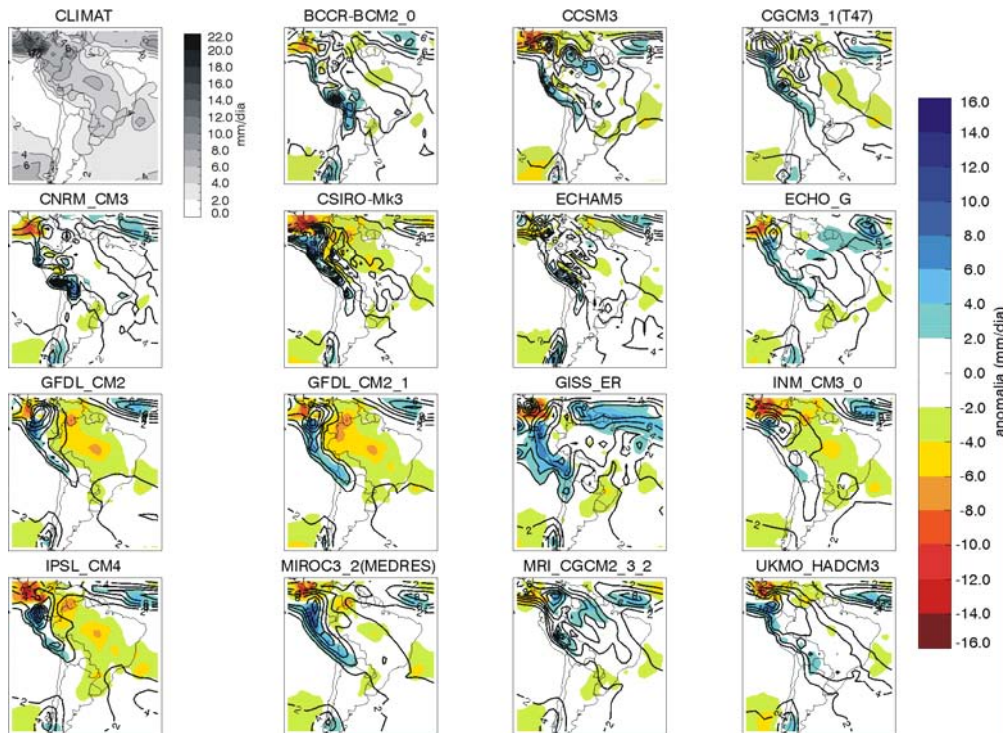 CLIMAT
BCCR-BCM2_0
CCSM3
CGCM3_1(T47)
22.0
20.0
18.0
16.0
14.0
12.0
10.0
8.0
6.0
4.0
2.0
0.0
mm/dia
CNRM_CM3
CSIRO-Mk3
ECHAM5
ECHO_G
GFDL_CM2
GFDL_CM2_1
GISS_ER
INM_CM3_0
IPSL_CM4
MIROC3_2(MEDRES)
MRI_CGCM2_3_2
UKMO_HADCM3
16.0
14.0
12.0
10.0
8.0
6.0
4.0
2.0
0.0
-2.0
-4.0
-6.0
-8.0
-10.0
-12.0
-14.0
-16.0
anomalia (mm/dia)